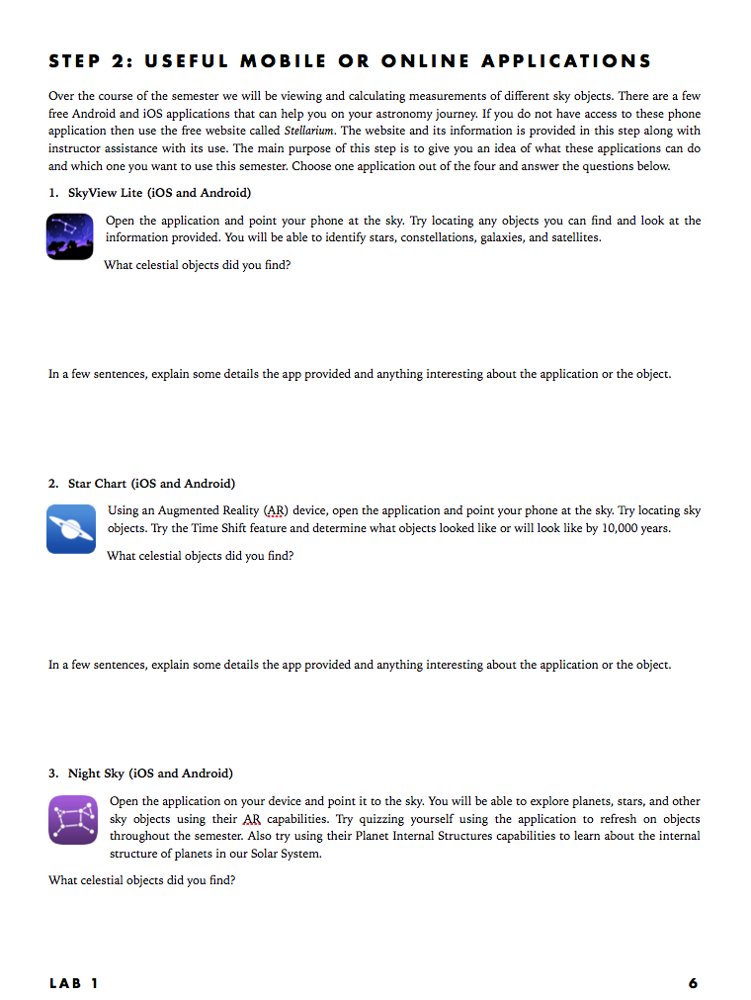 STEP 2: USEFUL MOBILE OR ONLINE APPLICATIONS
Over the course of the semester we will be viewing and calculating measurements of different sky objects. There are a few
free Android and iOS applications that can help you on your astronomy journey. If you do not have access to these phone
application then use the free website called Stellarium. The website and its information is provided in this step along with
instructor assistance with its use. The main purpose of this step is to give you an idea of what these applications can do
and which one you want to use this semester. Choose one application out of the four and answer the questions below.
1. SkyView Lite (iOS and Android)
Open the application and point your phone at the sky. Try locating any objects you can find and look at the
information provided. You will be able to identify stars, constellations, galaxies, and satellites.
What celestial objects did you find?
In a few sentences, explain some details the app provided and anything interesting about the application or the object.
2. Star Chart (iOS and Android)
Using an Augmented Reality (AR) device, open the application and point your phone at the sky. Try locating sky
objects. Try the Time Shift feature and determine what objects looked like or will look like by 10,000 years.
What celestial objects did you find?
In a few sentences, explain some details the app provided and anything interesting about the application or the object.
3. Night Sky (iOS and Android)
Open the application on your device and point it to the sky. You will be able to explore planets, stars, and other
sky objects using their AR capabilities. Try quizzing yourself using the application to refresh on objects
throughout the semester. Also try using their Planet Internal Structures capabilities to learn about the internal
structure of planets in our Solar System.
What celestial objects did you find?
LAB 1
6